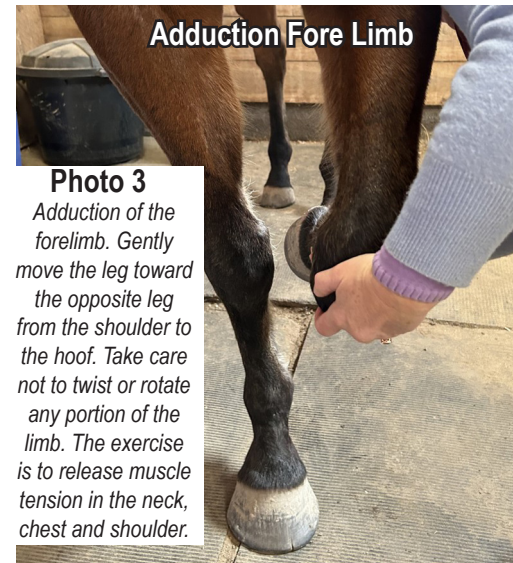 Adduction Fore Limb
Photo 3
Adduction of the
forelimb. Gently
move the leg toward
the opposite leg
from the shoulder to
the hoof. Take care
not to twist or rotate
any portion of the
limb. The exercise
is to release muscle
tension in the neck,
chest and shoulder.